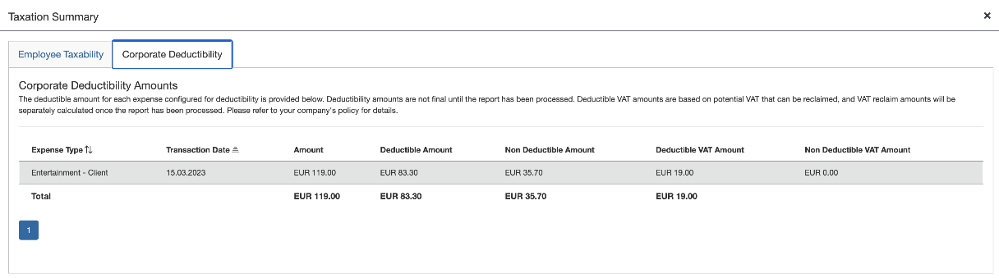 Taxation Summary ×
Employee Taxability Corporate Deductibility
Corporate Deductibility Amounts
The deductible amount for each expense configured for deductibility is provided below. Deductibility amounts are not final until the report has been processed. Deductible VAT amounts are based on potential VAT that can be reclaimed, and VAT reclaim amounts will be
separately calculated once the report has been processed. Please refer to your company's policy for details.
Expense Type Transaction Date Amount Deductible Amount Non Deductible Amount Deductible VAT Amount Non Deductible VAT Amount
Entertainment - Client 15.03.2023 EUR 119.00 EUR 83.30 EUR 35.70 EUR 19.00 EUR 0.00
Total EUR 119.00 EUR 83.30 EUR 35.70 EUR 19.00
1